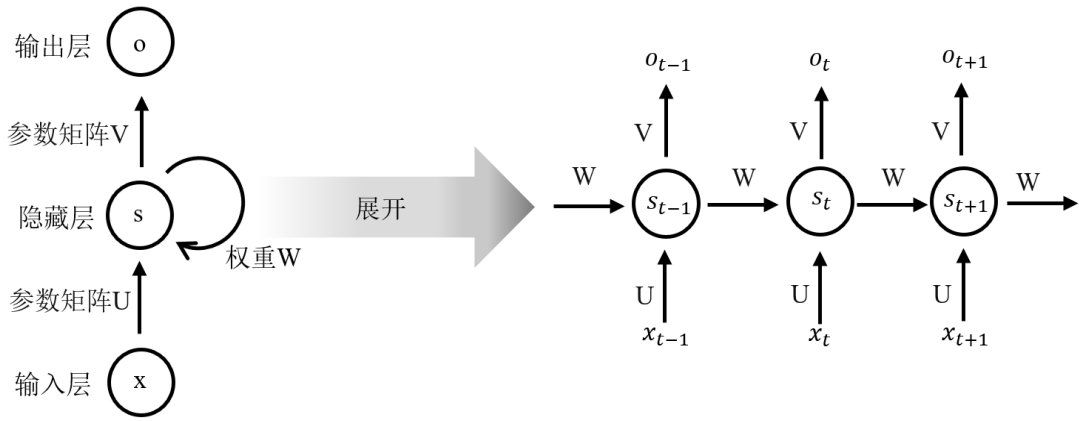 输出层
o
参数矩阵V
隐藏层
s
权重W
参数矩阵U
输入层
x
展开
o_{t-1}
o_t
o_{t+1}
V
V
V
W
s_{t-1}
W
s_t
W
s_{t+1}
W
U
U
U
x_{t-1}
x_t
x_{t+1}